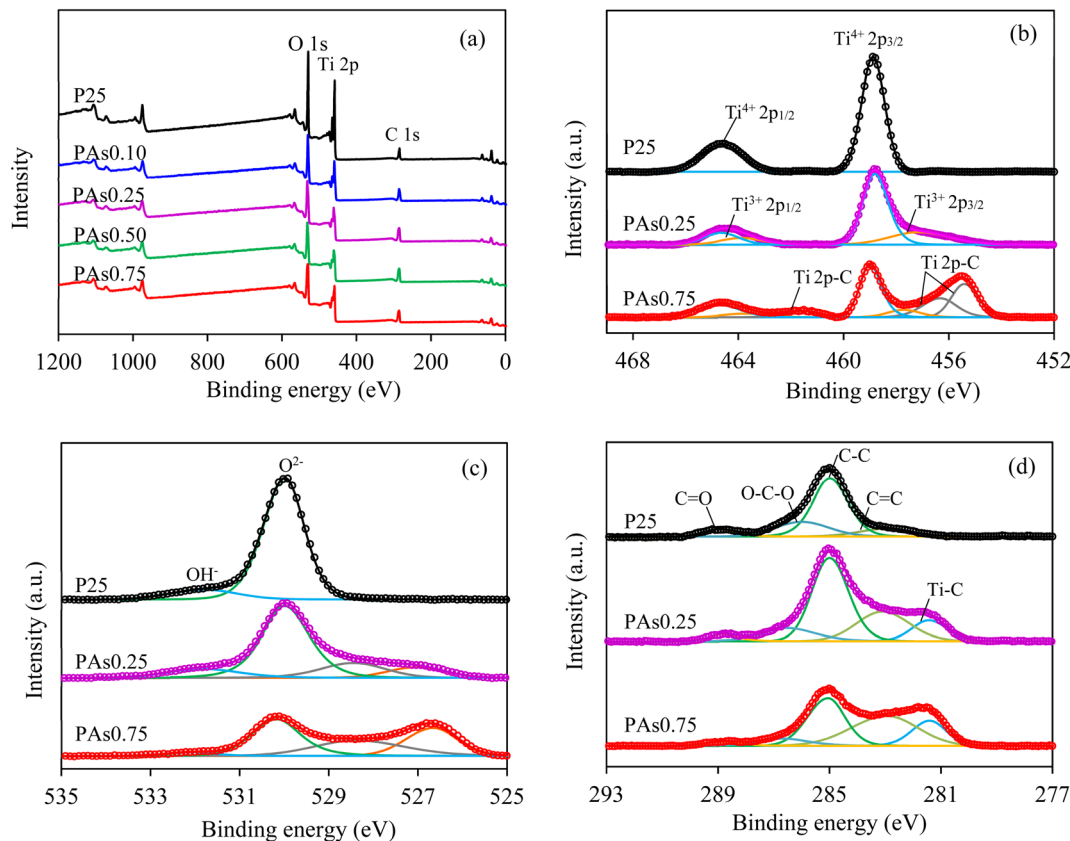 (a)
O 1s
Ti 2p
C 1s
P25
PAs0.10
PAs0.25
PAs0.50
PAs0.75
Intensity
1200 1000 800 600 400 200 0
Binding energy (eV)
(b)
Ti⁴⁺ 2p₃/₂
Ti⁴⁺ 2p₁/₂
P25
Ti³⁺ 2p₁/₂
Ti³⁺ 2p₃/₂
PAs0.25
Ti 2p-C
Ti 2p-C
PAs0.75
Intensity (a.u.)
468 464 460 456 452
Binding energy (eV)
(c)
O²⁻
OH⁻
P25
PAs0.25
PAs0.75
Intensity (a.u.)
535 533 531 529 527 525
Binding energy (eV)
(d)
C-C
C=O
O-C-O
C=C
P25
Ti-C
PAs0.25
PAs0.75
Intensity (a.u.)
293 289 285 281 277
Binding energy (eV)